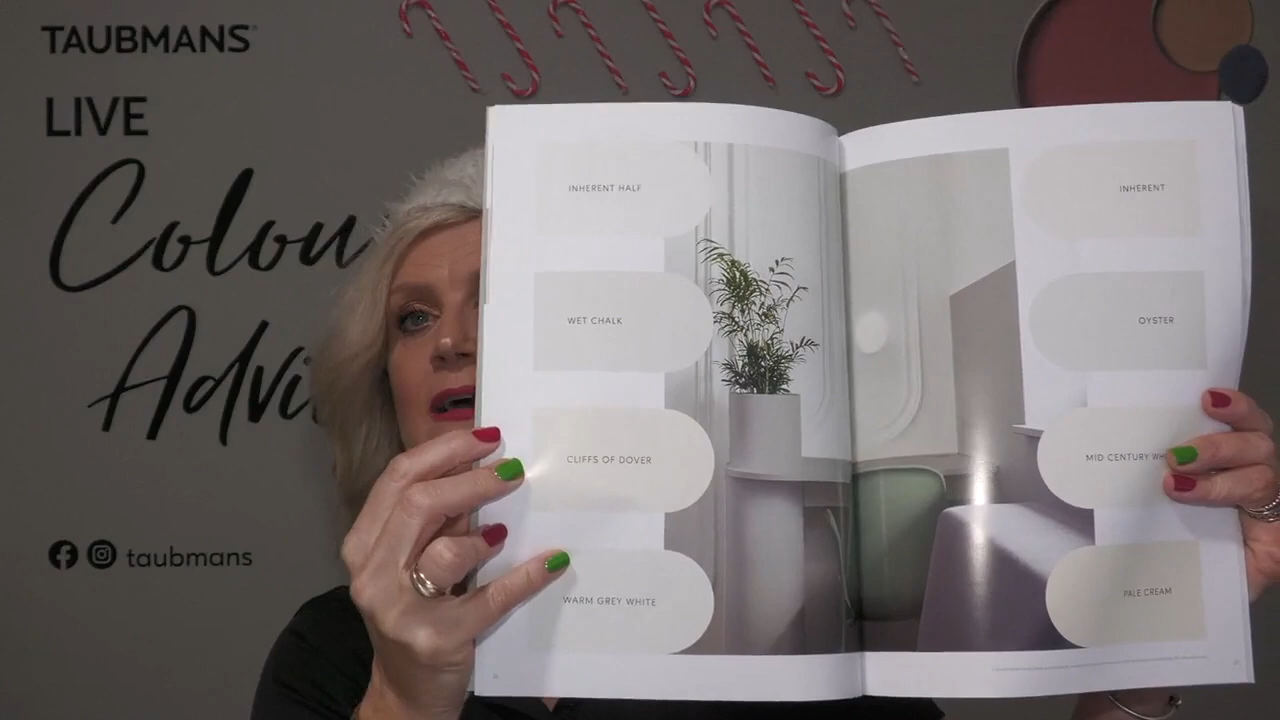 TAUBMANS
LIVE
Colou
Advi
taubmans
INHERENT HALF
WET CHALK
CLIFFS OF DOVER
WARM GREY WHITE
INHERENT
OYSTER
MID CENTURY WH
PALE CREAM